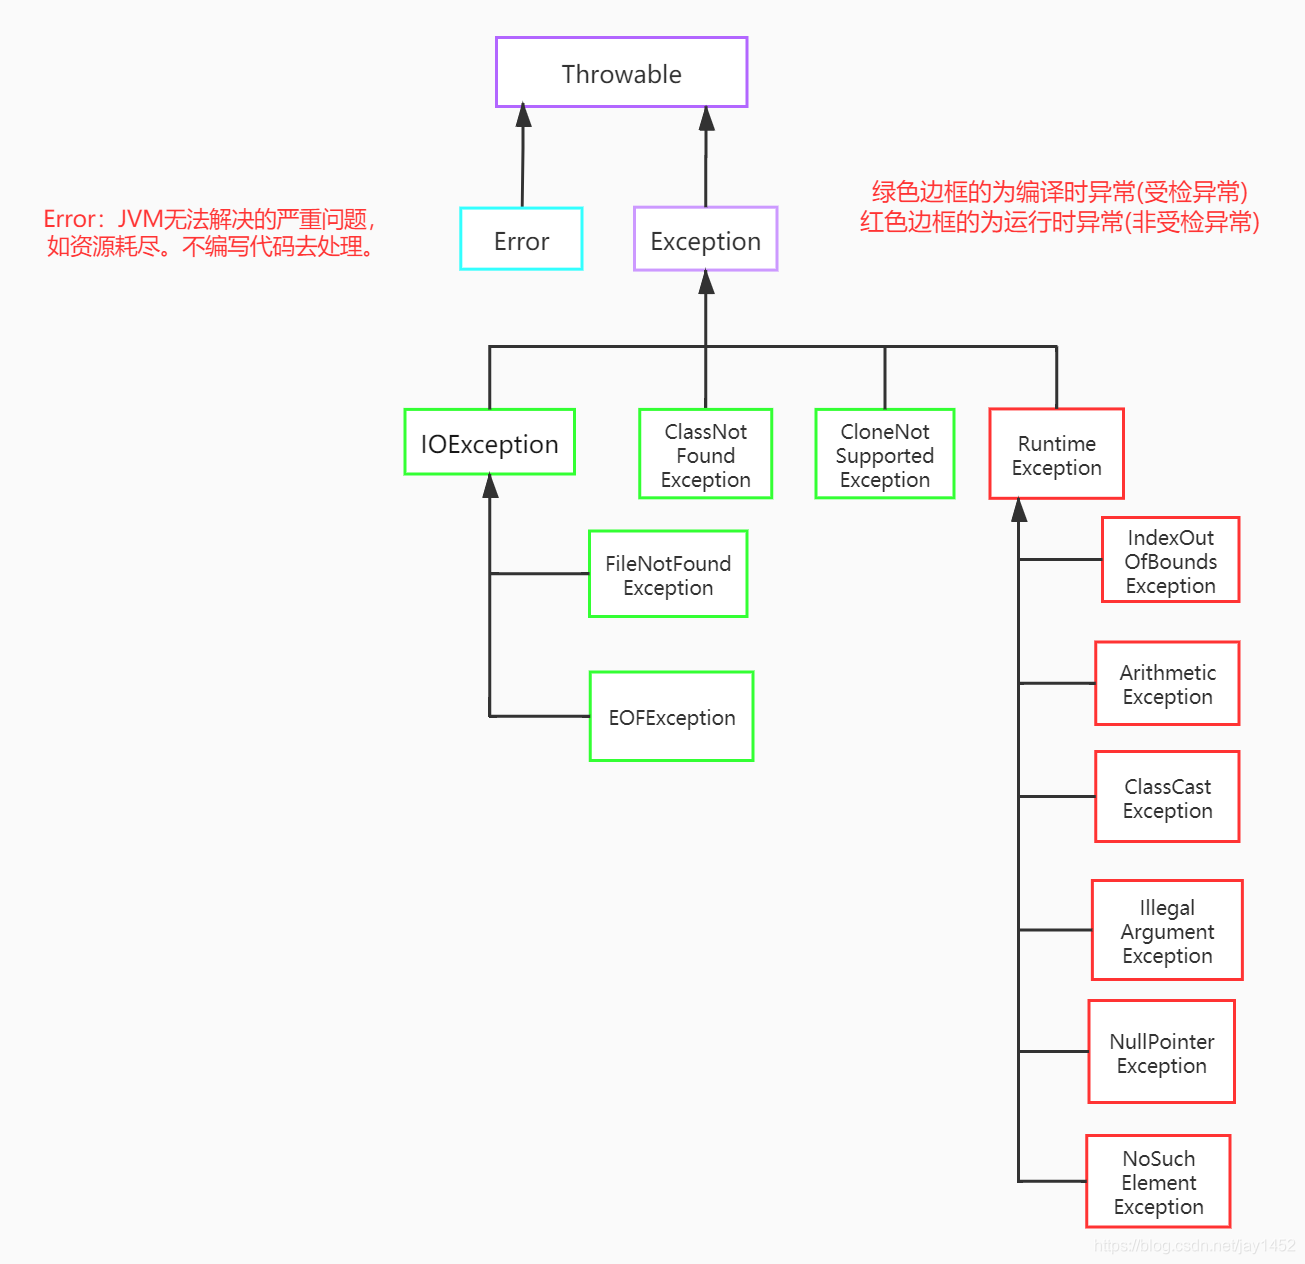 Throwable
Error：JVM无法解决的严重问题，
如资源耗尽。不编写代码去处理。
Error
Exception
绿色边框的为编译时异常(受检异常)
红色边框的为运行时异常(非受检异常)
IOException
ClassNot
Found
Exception
CloneNot
Supported
Exception
Runtime
Exception
FileNotFound
Exception
EOFException
IndexOut
OfBounds
Exception
Arithmetic
Exception
ClassCast
Exception
Illegal
Argument
Exception
NullPointer
Exception
NoSuch
Element
Exception
https://blog.csdn.net/jay1452